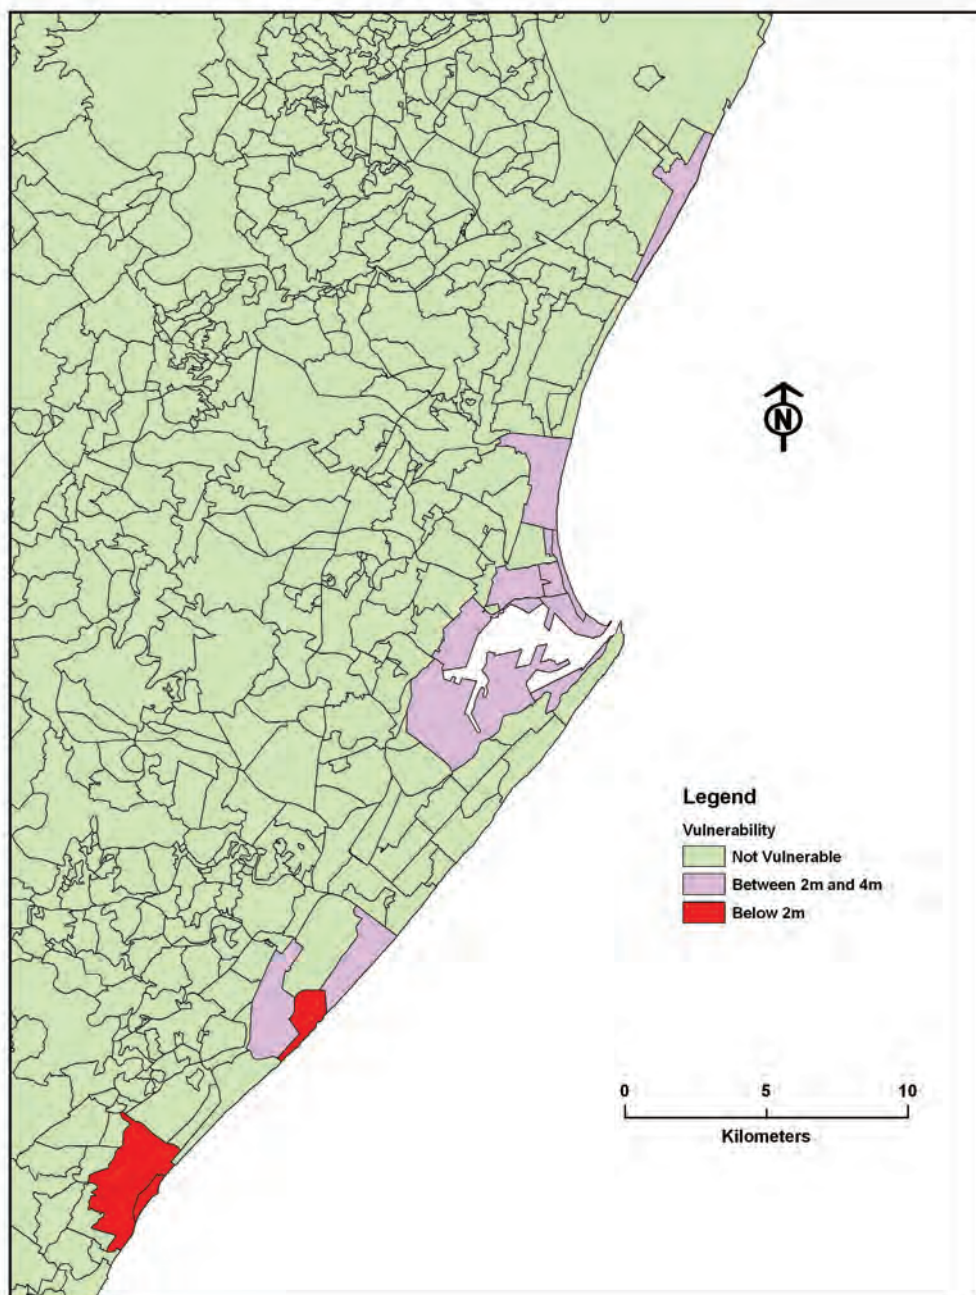 N
Legend
Vulnerability
Not Vulnerable
Between 2m and 4m
Below 2m
0 5 10
Kilometers